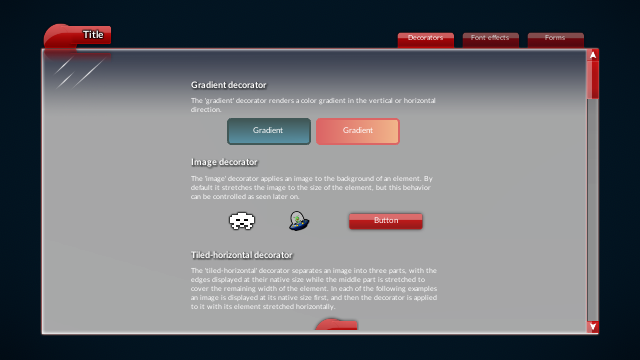 Title
Decorators
Font effects
Forms
Gradient decorator
The 'gradient' decorator renders a color gradient in the vertical or horizontal
direction.
Gradient
Gradient
Image decorator
The 'image' decorator applies an image to the background of an element. By
default it stretches the image to the size of the element, but this behavior
can be controlled as seen later on.
Button
Tiled-horizontal decorator
The 'tiled-horizontal' decorator separates an image into three parts, with the
edges displayed at their native size while the middle part is stretched to
cover the remaining width of the element. In each of the following examples
an image is displayed at its native size first, and then the decorator is applied
to it with its element stretched horizontally.